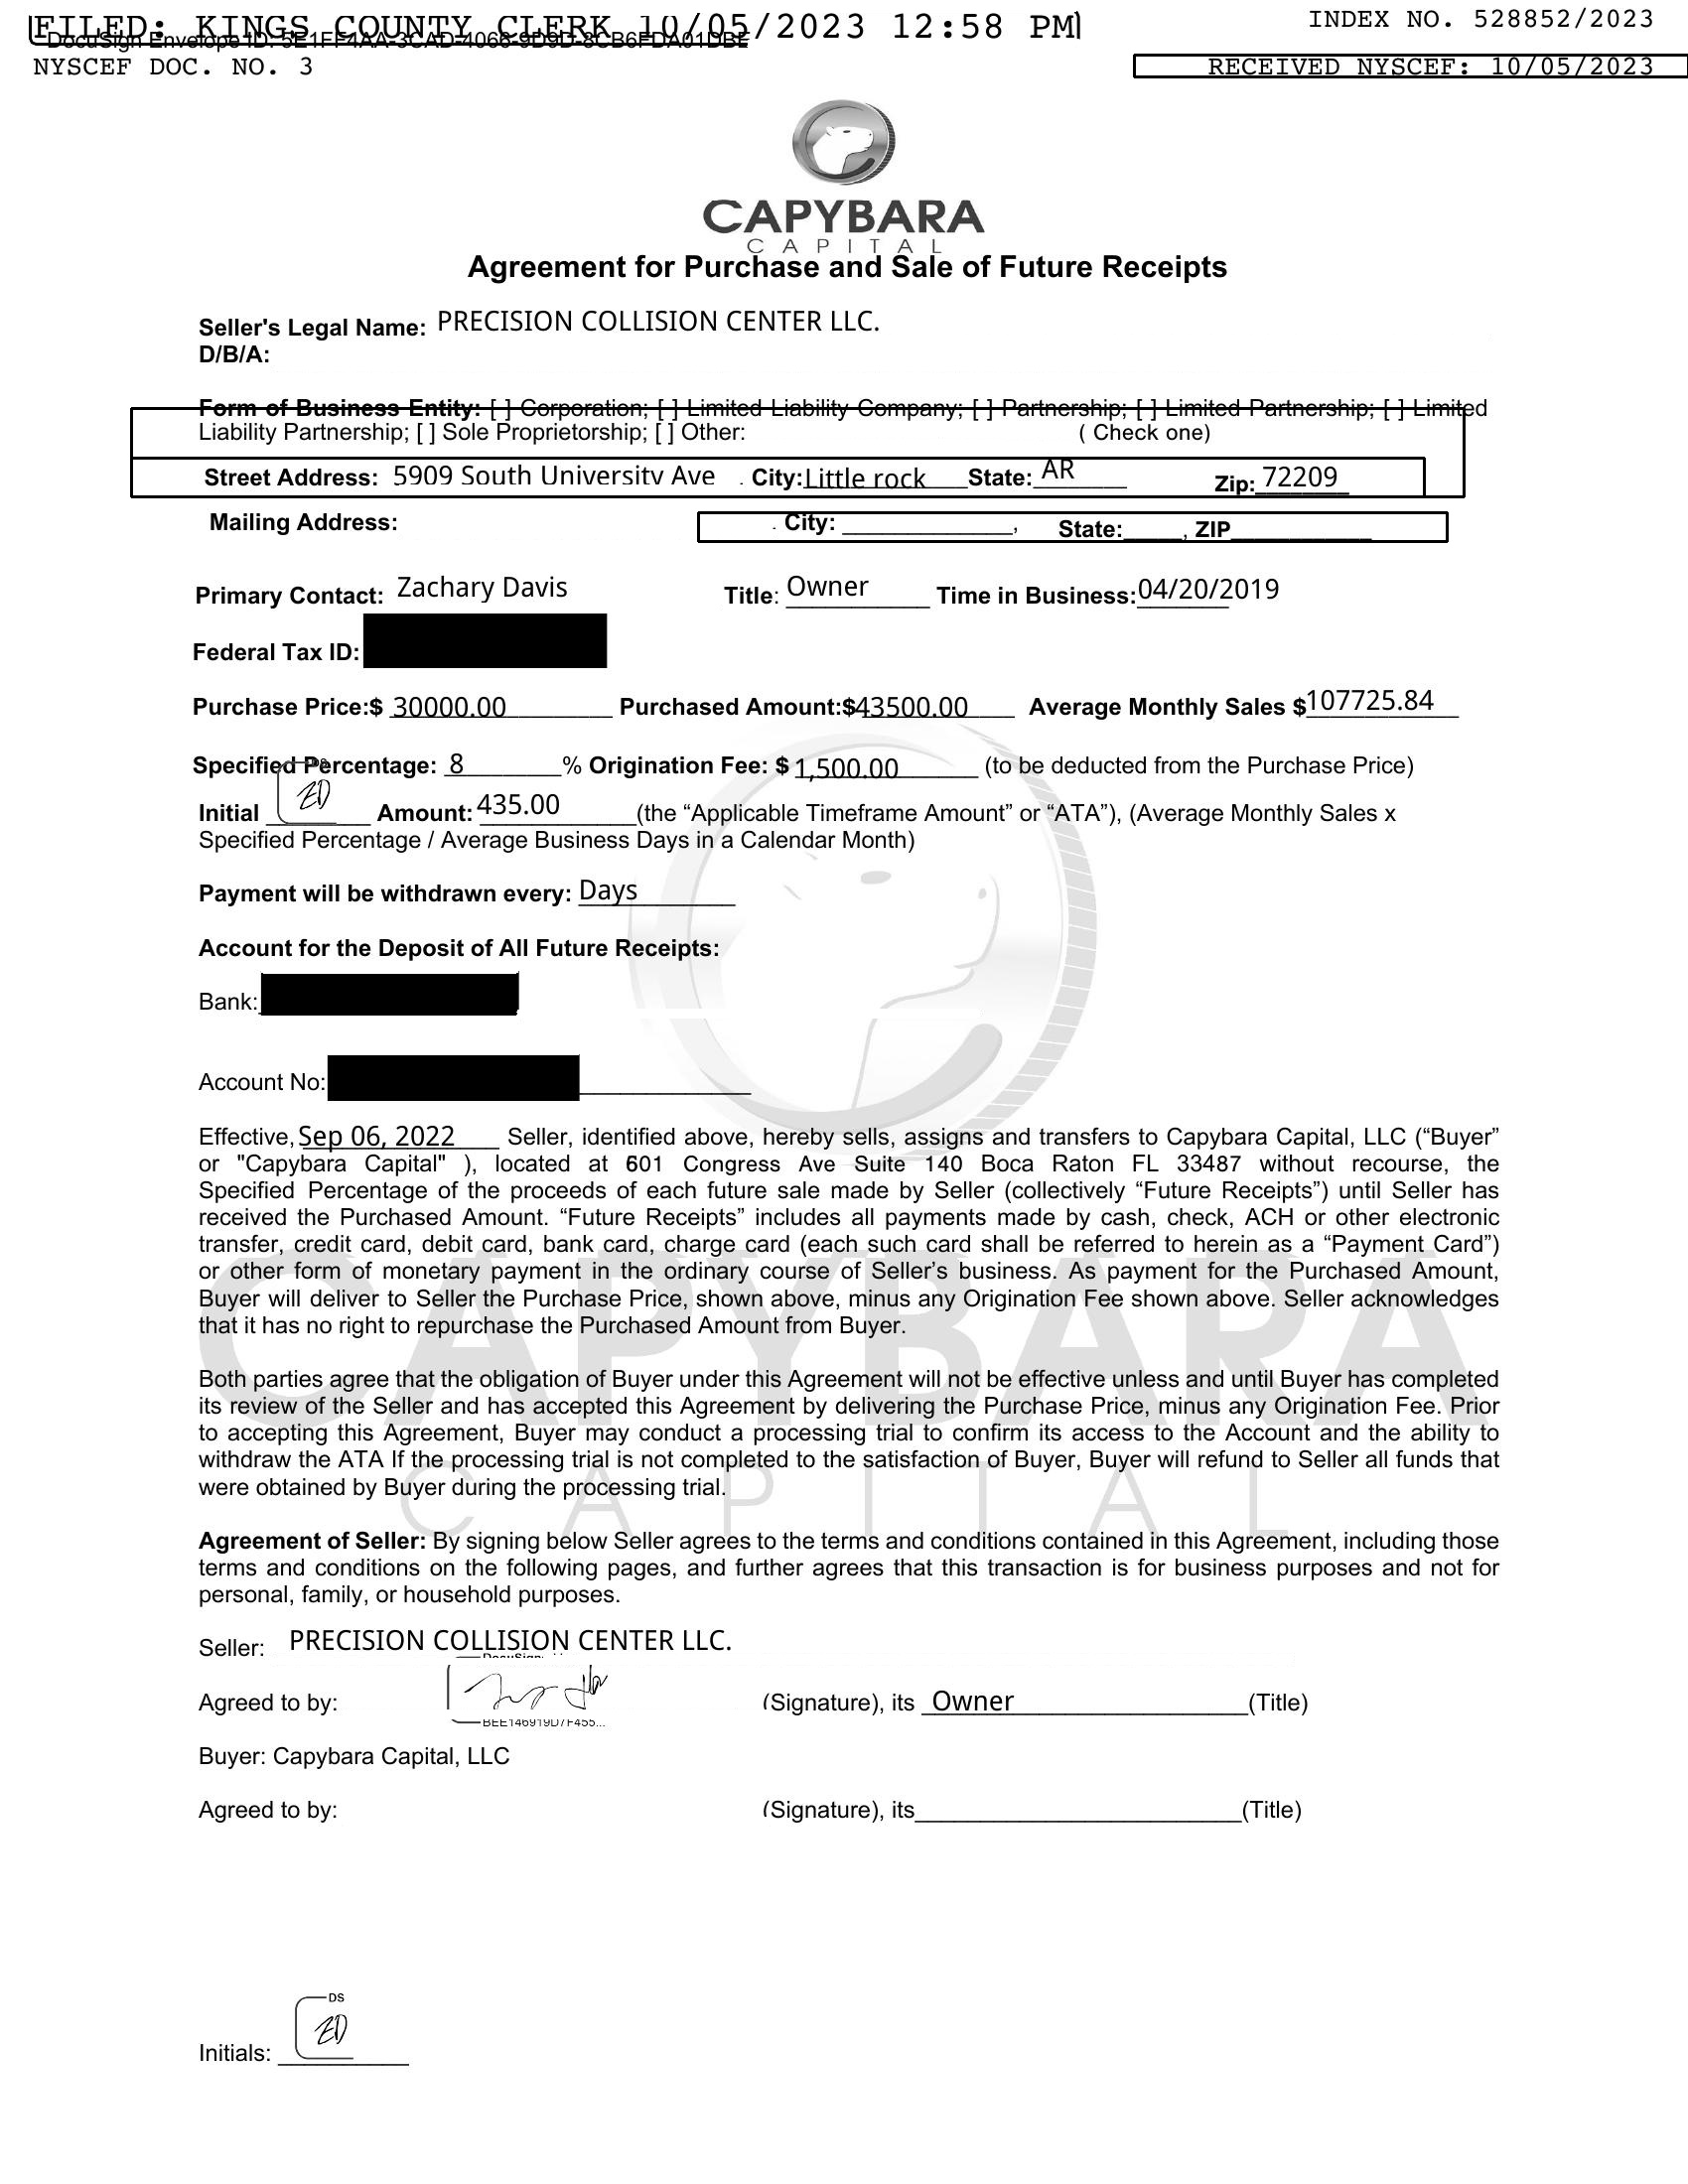 FILED: KINGS COUNTY CLERK 10/05/2023 12:58 PM
INDEX NO. 528852/2023
DocuSign Envelope ID: 5E1FF4AA-3CAD-4066-9D9D-8CB6FDA01DBE
NYSCEF DOC. NO. 3
RECEIVED NYSCEF: 10/05/2023
CAPYBARA
CAPITAL
Agreement for Purchase and Sale of Future Receipts
Seller's Legal Name: PRECISION COLLISION CENTER LLC.
D/B/A:
Form of Business Entity: [ ] Corporation; [ ] Limited Liability Company; [ ] Partnership; [ ] Limited Partnership; [ ] Limited
Liability Partnership; [ ] Sole Proprietorship; [ ] Other: ( Check one)
Street Address: 5909 South University Ave . City: Little rock State: AR Zip: 72209
Mailing Address: . City: ____________, State:_____, ZIP__________
Primary Contact: Zachary Davis Title: Owner Time in Business: 04/20/2019
Federal Tax ID:
Purchase Price:$ 30000.00 Purchased Amount:$43500.00 Average Monthly Sales $107725.84
Specified Percentage: 8 % Origination Fee: $ 1,500.00 (to be deducted from the Purchase Price)
DS
Initial ZD Amount: 435.00 (the “Applicable Timeframe Amount” or “ATA”), (Average Monthly Sales x
Specified Percentage / Average Business Days in a Calendar Month)
Payment will be withdrawn every: Days
Account for the Deposit of All Future Receipts:
Bank:
Account No:
Effective, Sep 06, 2022 Seller, identified above, hereby sells, assigns and transfers to Capybara Capital, LLC (“Buyer”
or "Capybara Capital" ), located at 601 Congress Ave Suite 140 Boca Raton FL 33487 without recourse, the
Specified Percentage of the proceeds of each future sale made by Seller (collectively “Future Receipts”) until Seller has
received the Purchased Amount. “Future Receipts” includes all payments made by cash, check, ACH or other electronic
transfer, credit card, debit card, bank card, charge card (each such card shall be referred to herein as a “Payment Card”)
or other form of monetary payment in the ordinary course of Seller’s business. As payment for the Purchased Amount,
Buyer will deliver to Seller the Purchase Price, shown above, minus any Origination Fee shown above. Seller acknowledges
that it has no right to repurchase the Purchased Amount from Buyer.
Both parties agree that the obligation of Buyer under this Agreement will not be effective unless and until Buyer has completed
its review of the Seller and has accepted this Agreement by delivering the Purchase Price, minus any Origination Fee. Prior
to accepting this Agreement, Buyer may conduct a processing trial to confirm its access to the Account and the ability to
withdraw the ATA If the processing trial is not completed to the satisfaction of Buyer, Buyer will refund to Seller all funds that
were obtained by Buyer during the processing trial.
CAPYBARA
CAPITAL
Agreement of Seller: By signing below Seller agrees to the terms and conditions contained in this Agreement, including those
terms and conditions on the following pages, and further agrees that this transaction is for business purposes and not for
personal, family, or household purposes.
Seller: PRECISION COLLISION CENTER LLC.
Agreed to by: (Signature), its Owner (Title)
BEE146919D7F455...
Buyer: Capybara Capital, LLC
Agreed to by: (Signature), its____________(Title)
DS
Initials: ZD